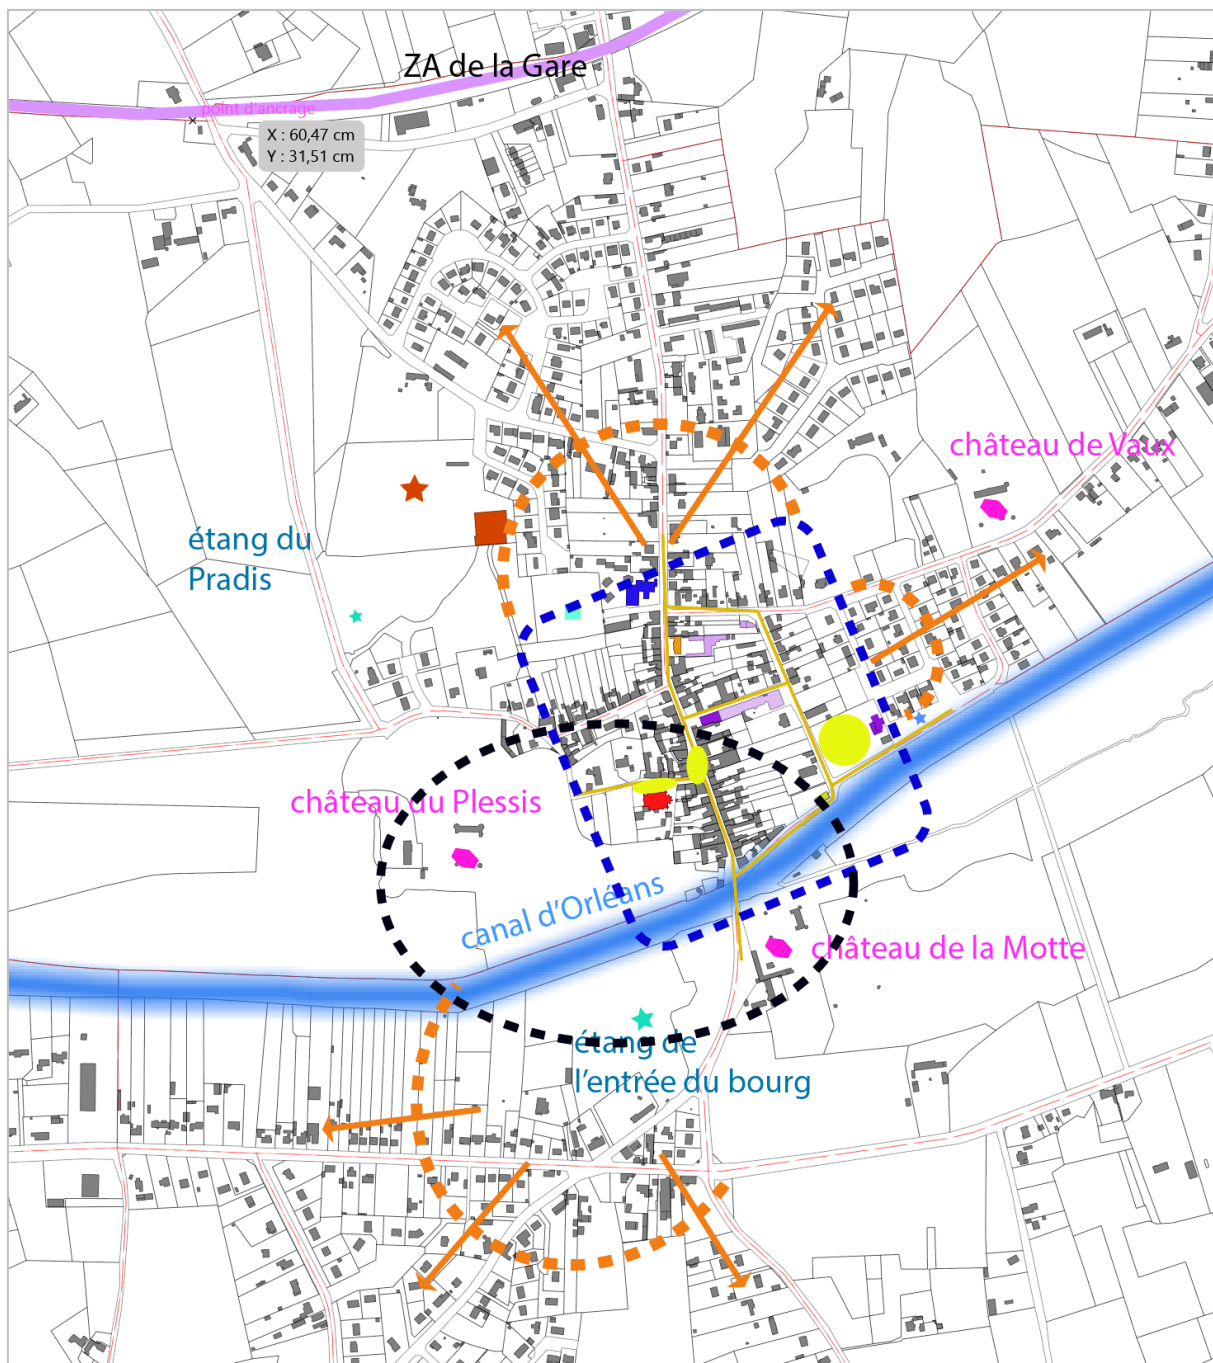 ZA de la Gare
point d'ancrage
X : 60,47 cm
Y : 31,51 cm
château de Vaux
étang du
Pradis
château du Plessis
canal d'Orléans
château de la Motte
étang de
l'entrée du bourg